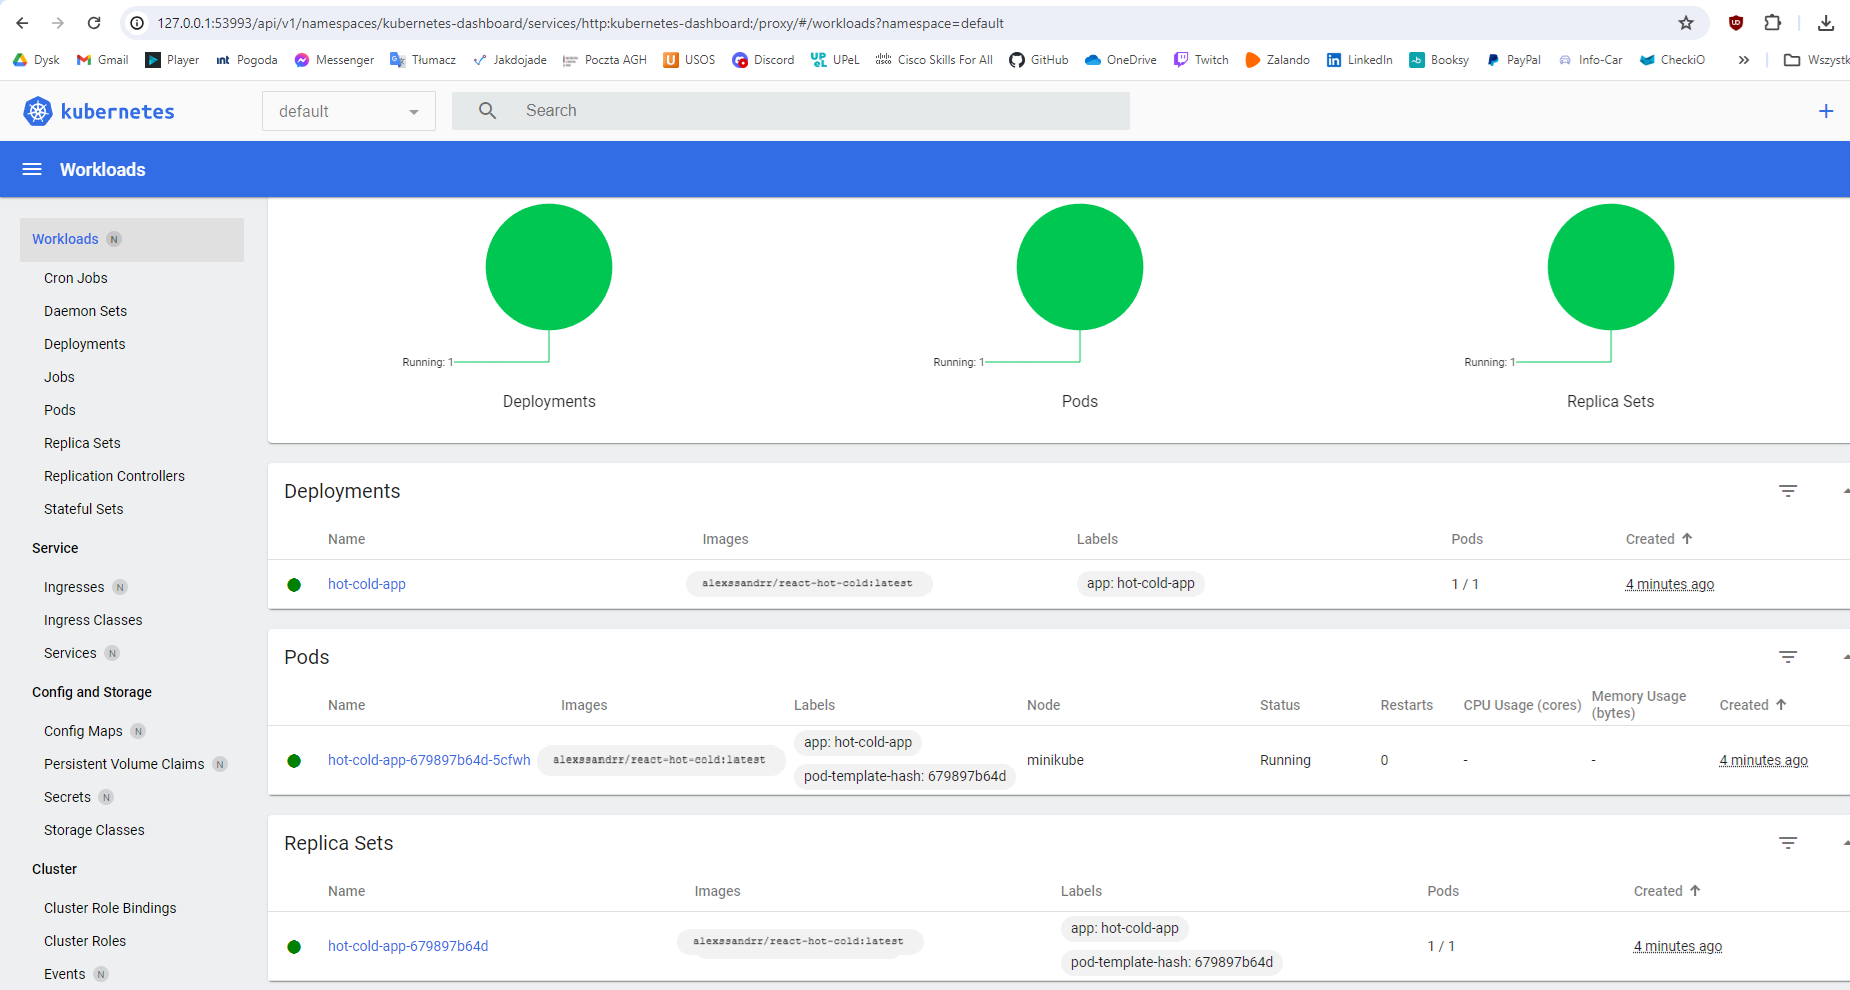 127.0.0.1:53993/api/v1/namespaces/kubernetes-dashboard/services/http:kubernetes-dashboard:/proxy/#/workloads?namespace=default
Dysk Gmail Player int Pogoda Messenger Tłumacz Jakdojade Poczta AGH U USOS Discord UPeL Cisco Skills For All GitHub OneDrive Twitch Zalando LinkedIn Booksy PayPal Info-Car CheckiO » Wszystk
kubernetes default Search +
Workloads
Workloads N
Cron Jobs
Daemon Sets
Deployments
Jobs
Pods
Replica Sets
Replication Controllers
Stateful Sets
Service
Ingresses N
Ingress Classes
Services N
Config and Storage
Config Maps N
Persistent Volume Claims N
Secrets N
Storage Classes
Cluster
Cluster Role Bindings
Cluster Roles
Events N
Running: 1
Deployments
Running: 1
Pods
Running: 1
Replica Sets
Deployments
Name Images Labels Pods Created
hot-cold-app alexssandrr/react-hot-cold:latest app: hot-cold-app 1 / 1 4 minutes ago
Pods
Name Images Labels Node Status Restarts CPU Usage (cores) Memory Usage (bytes) Created
hot-cold-app-679897b64d-5cfwh alexssandrr/react-hot-cold:latest app: hot-cold-app pod-template-hash: 679897b64d minikube Running 0 - - 4 minutes ago
Replica Sets
Name Images Labels Pods Created
hot-cold-app-679897b64d alexssandrr/react-hot-cold:latest app: hot-cold-app pod-template-hash: 679897b64d 1 / 1 4 minutes ago